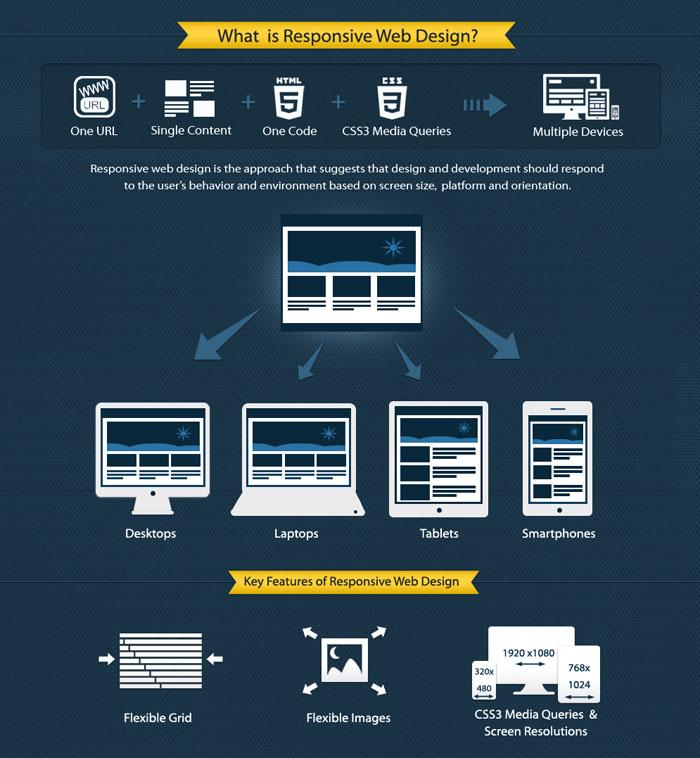 What is Responsive Web Design?
WWW
URL
HTML
5
CSS
3
One URL
Single Content
One Code
CSS3 Media Queries
Multiple Devices
Responsive web design is the approach that suggests that design and development should respond
to the user's behavior and environment based on screen size, platform and orientation.
Desktops
Laptops
Tablets
Smartphones
Key Features of Responsive Web Design
1920 x1080
320x
480
768x
1024
Flexible Grid
Flexible Images
CSS3 Media Queries &
Screen Resolutions